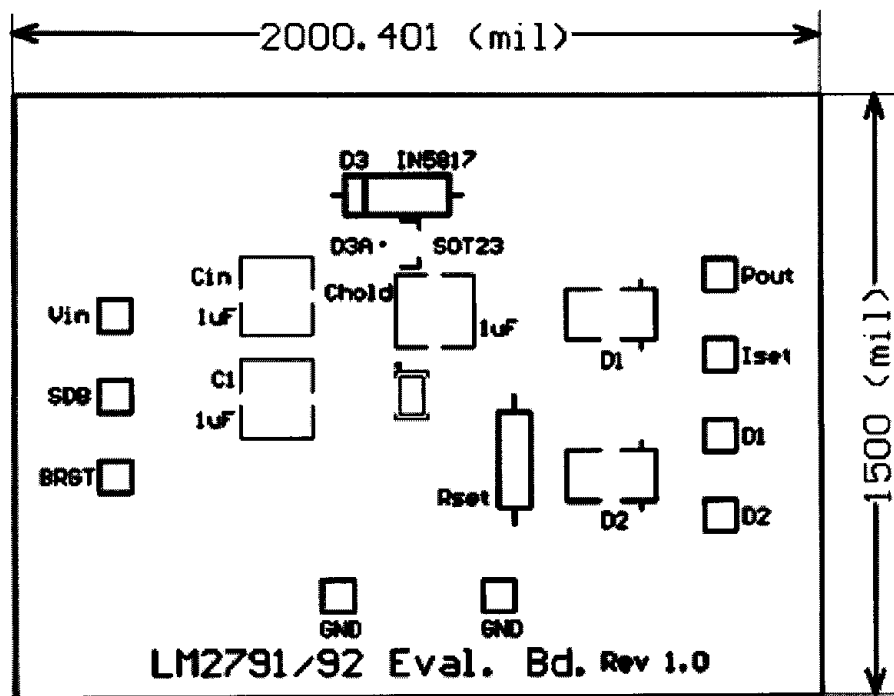 2000.401 (mil)
D3 IN5817
D3A SOT23
Cin
Chold
Pout
Vin
1uF
1uF
D1
Iset
C1
SDB
1uF
D1
BRGT
Rset
D2
D2
GND
GND
LM2791/92 Eval. Bd. Rev 1.0
1500 (mil)